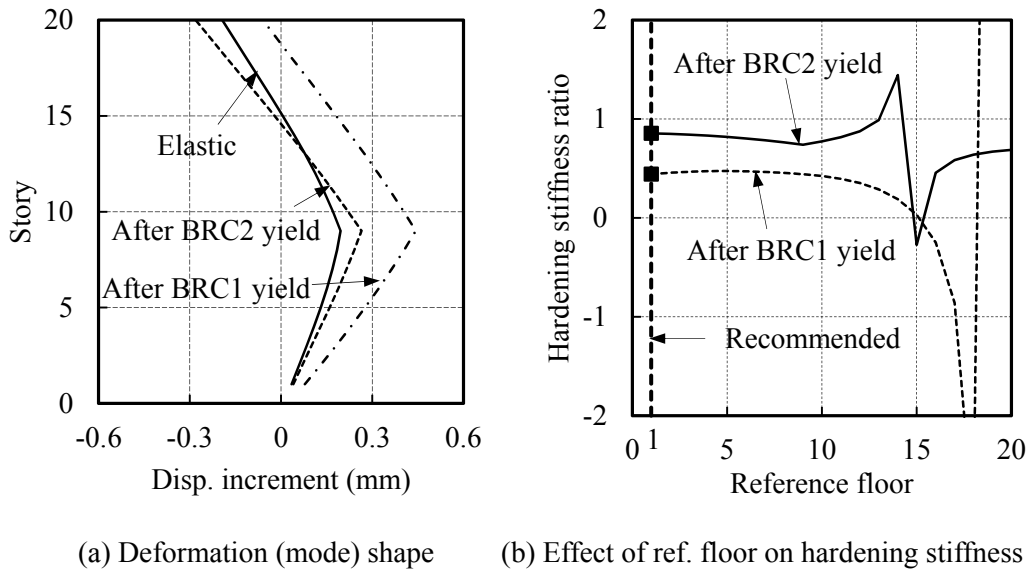 20
15
10
5
0
Story
-0.6
-0.3
0
0.3
0.6
Disp. increment (mm)
Elastic
After BRC2 yield
After BRC1 yield
(a) Deformation (mode) shape
2
1
0
-1
-2
Hardening stiffness ratio
0
1
5
10
15
20
Reference floor
After BRC2 yield
After BRC1 yield
Recommended
(b) Effect of ref. floor on hardening stiffness